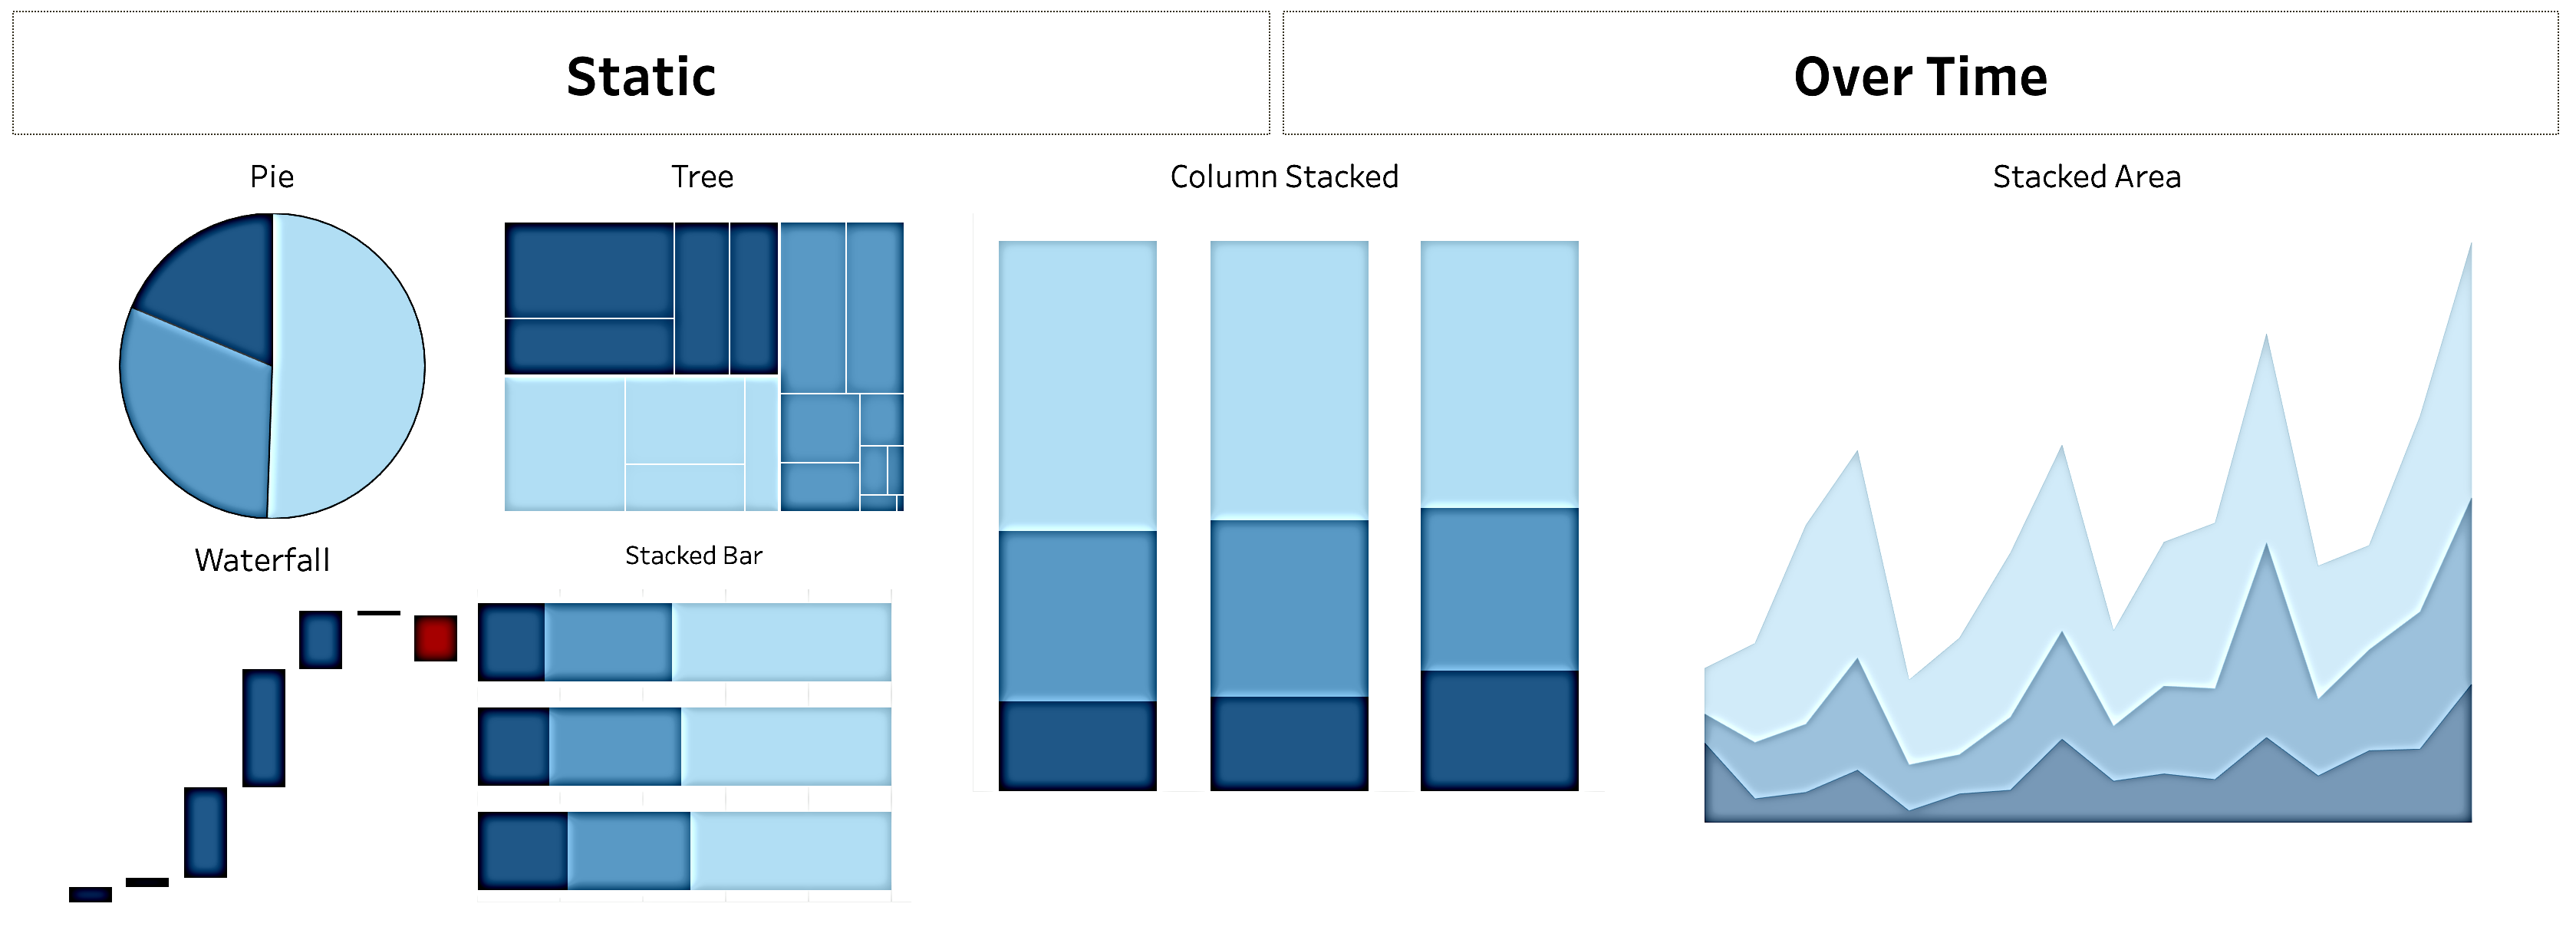 Static
Over Time
Pie
Tree
Column Stacked
Stacked Area
Waterfall
Stacked Bar